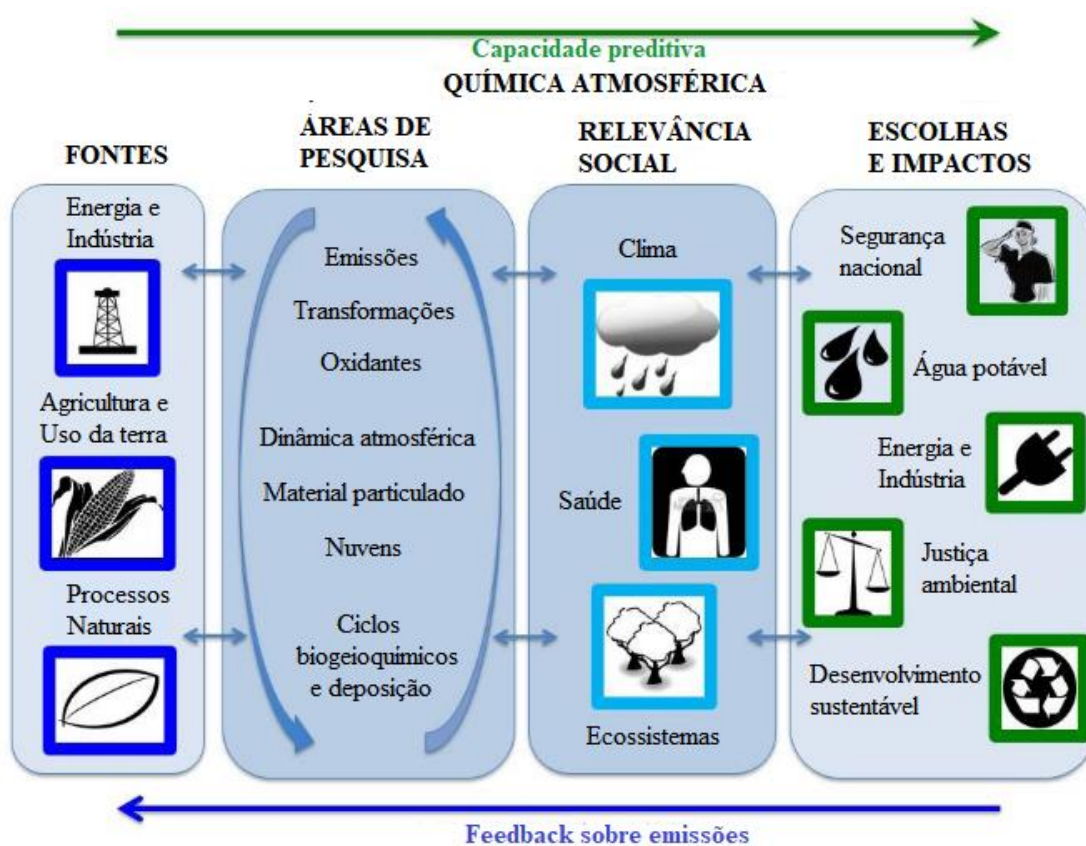 Capacidade preditiva
QUÍMICA ATMOSFÉRICA
FONTES
Energia e
Indústria
Agricultura e
Uso da terra
Processos
Naturais
ÁREAS DE
PESQUISA
Emissões
Transformações
Oxidantes
Dinâmica atmosférica
Material particulado
Nuvens
Ciclos
biogeioquímicos
e deposição
RELEVÂNCIA
SOCIAL
Clima
Saúde
Ecossistemas
ESCOLHAS
E IMPACTOS
Segurança
nacional
Água potável
Energia e
Indústria
Justiça
ambiental
Desenvolvimento
sustentável
Feedback sobre emissões